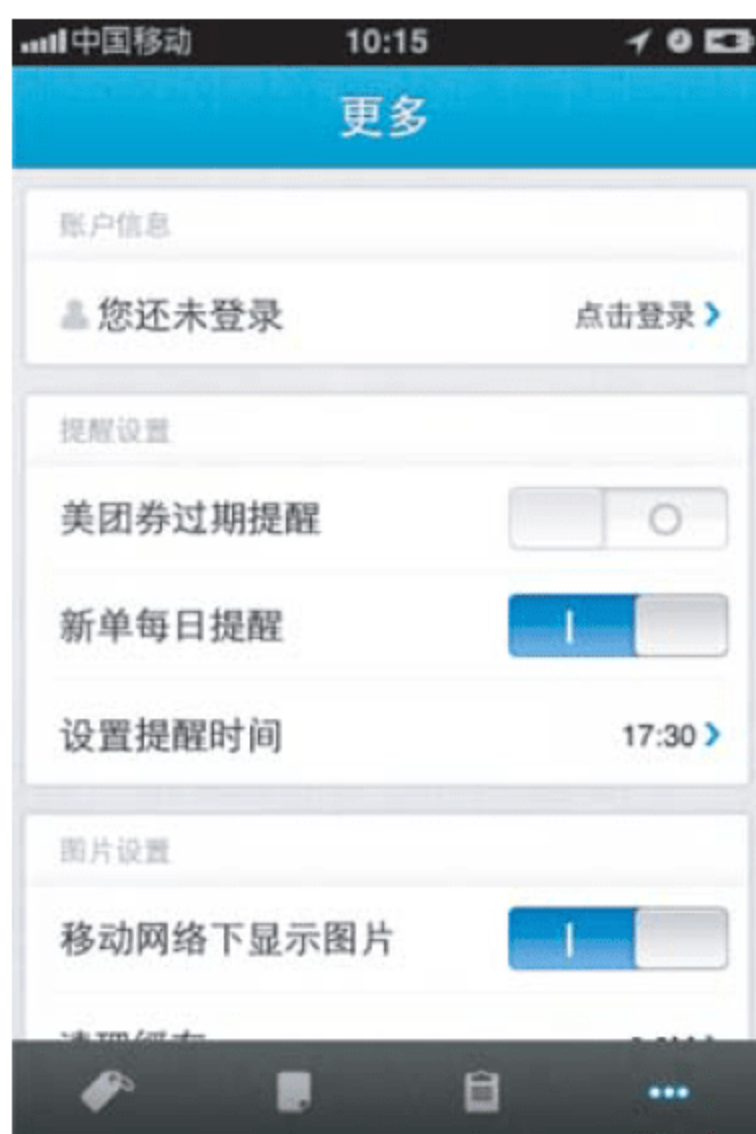 中国移动 10:15
更多
账户信息
您还未登录 点击登录
提醒设置
美团券过期提醒
新单每日提醒
设置提醒时间 17:30
图片设置
移动网络下显示图片